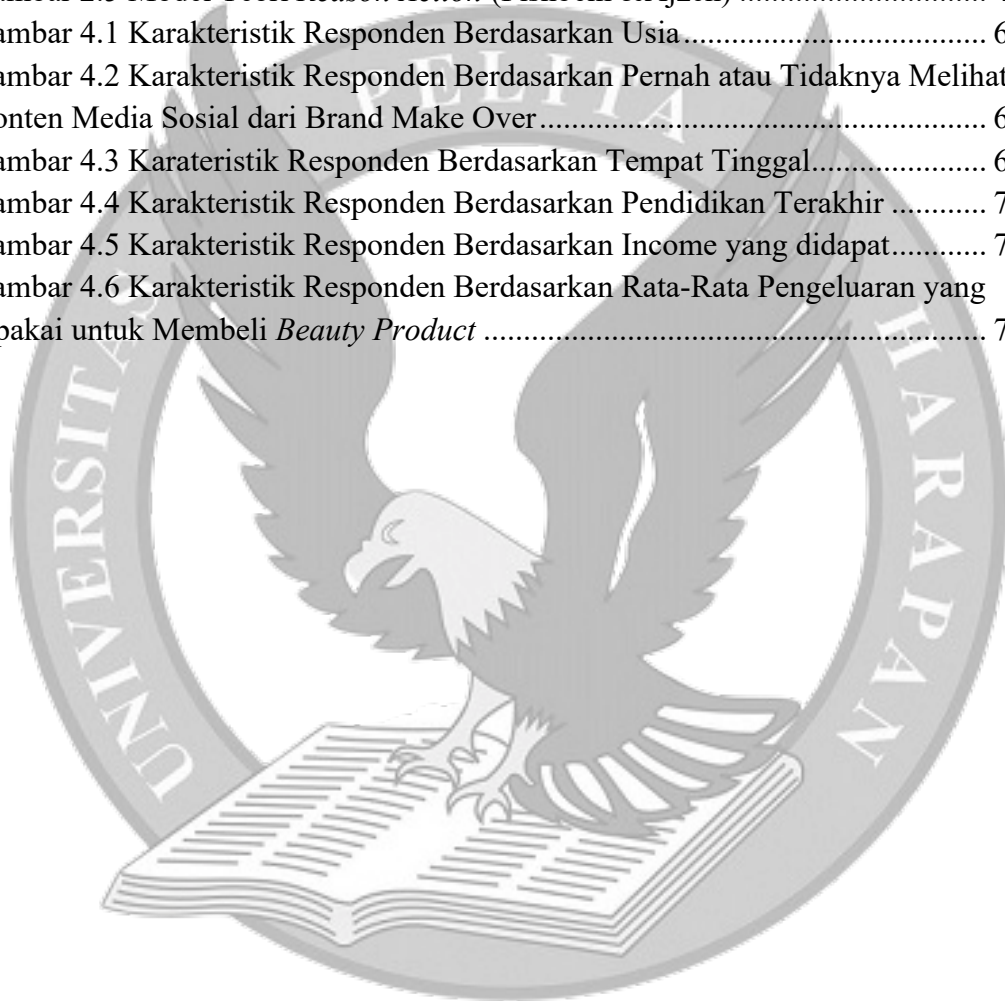 ambar 4.1 Karakteristik Responden Berdasarkan Usia.................................... 6
ambar 4.2 Karakteristik Responden Berdasarkan Pernah atau Tidaknya Melihat
onten Media Sosial dari Brand Make Over..................................................... 6
ambar 4.3 Karateristik Responden Berdasarkan Tempat Tinggal..................... 6
ambar 4.4 Karakteristik Responden Berdasarkan Pendidikan Terakhir ............ 7
ambar 4.5 Karakteristik Responden Berdasarkan Income yang didapat............ 7
ambar 4.6 Karakteristik Responden Berdasarkan Rata-Rata Pengeluaran yang
pakai untuk Membeli Beauty Product ............................................................ 7
UNIVERSITAS PELITA HARAPAN